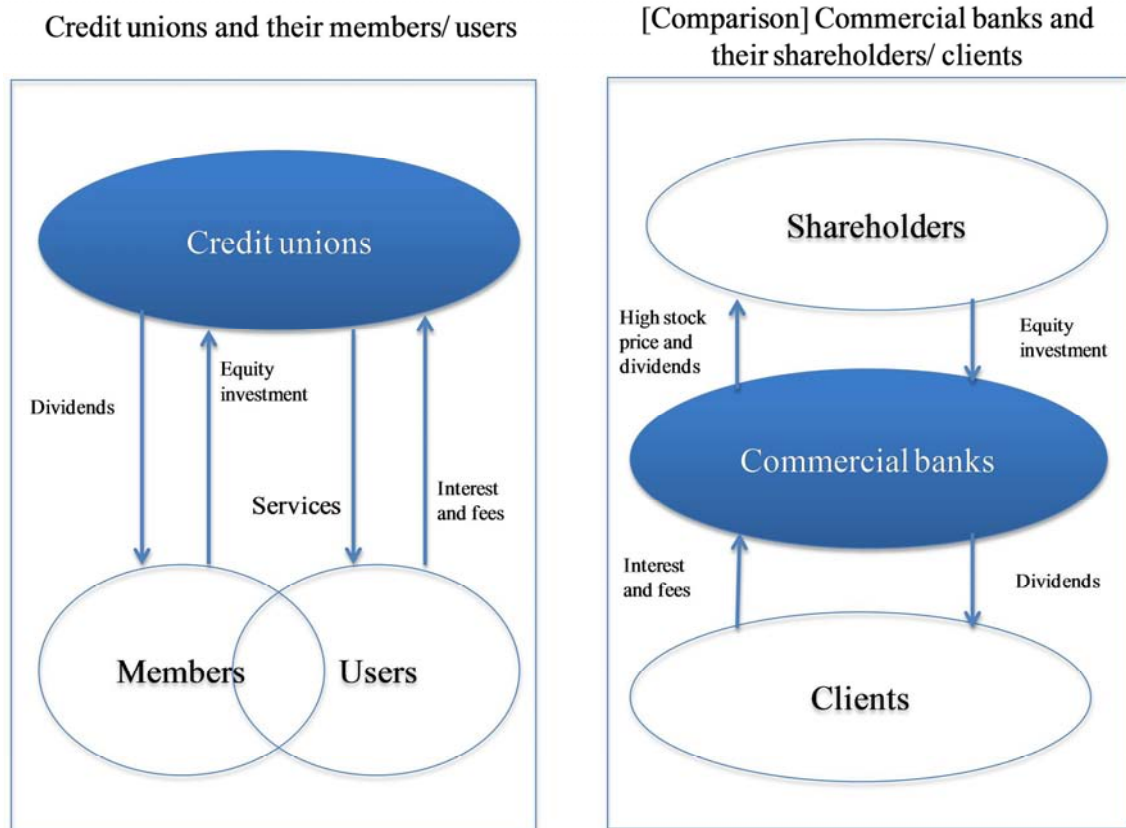 Credit unions and their members/ users
Credit unions
Dividends
Equity
investment
Services
Interest
and fees
Members
Users
[Comparison] Commercial banks and
their shareholders/ clients
Shareholders
High stock
price and
dividends
Equity
investment
Commercial banks
Interest
and fees
Dividends
Clients